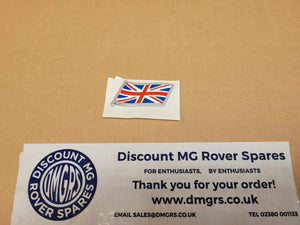 DISCOUNT MG
DMGRS
ROVER SPARES
Discount MG Rover Spares
FOR ENTHUSIASTS, BY ENTHUSIASTS
Thank you for your order!
www.dmgrs.co.uk
EMAIL SALES@DMGRS.CO.UK
TEL 02380 001133